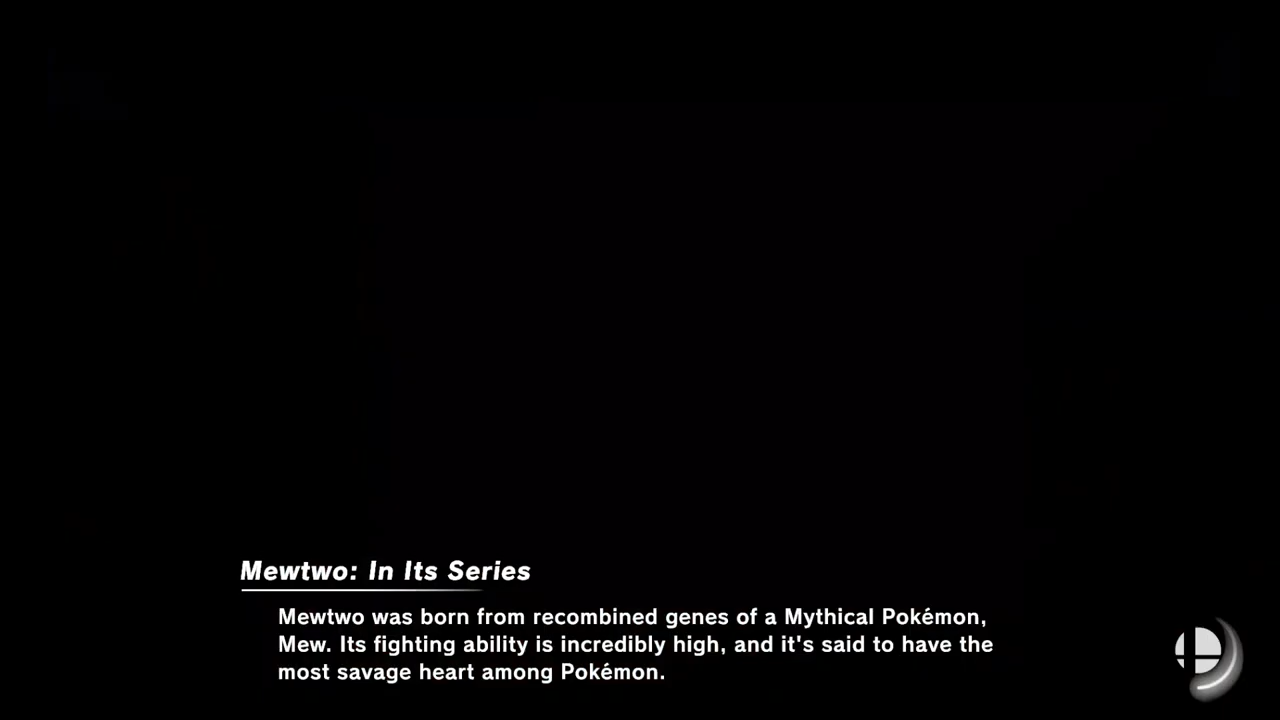 Mewtwo: In Its Series
Mewtwo was born from recombined genes of a Mythical Pokémon,
Mew. Its fighting ability is incredibly high, and it's said to have the
most savage heart among Pokémon.